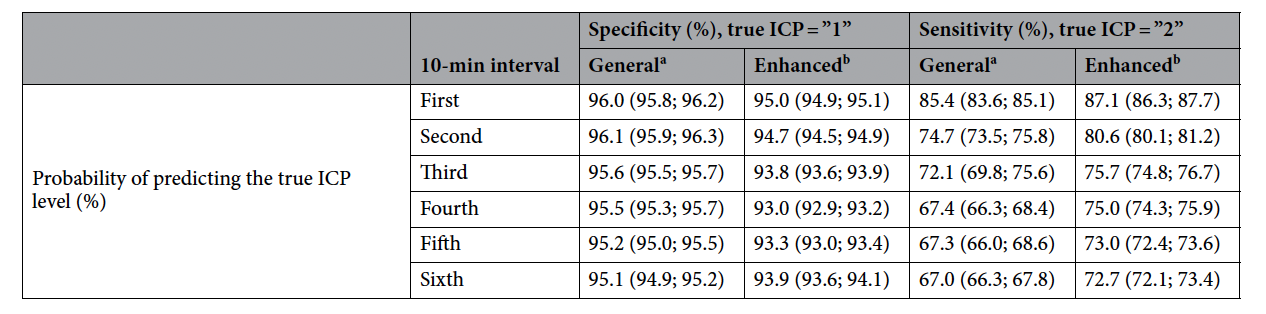 Specificity (%), true ICP = ”1” Sensitivity (%), true ICP = ”2”
10-min interval Generalᵃ Enhancedᵇ Generalᵃ Enhancedᵇ
First 96.0 (95.8; 96.2) 95.0 (94.9; 95.1) 85.4 (83.6; 85.1) 87.1 (86.3; 87.7)
Second 96.1 (95.9; 96.3) 94.7 (94.5; 94.9) 74.7 (73.5; 75.8) 80.6 (80.1; 81.2)
Probability of predicting the true ICP
level (%)
Third 95.6 (95.5; 95.7) 93.8 (93.6; 93.9) 72.1 (69.8; 75.6) 75.7 (74.8; 76.7)
Fourth 95.5 (95.3; 95.7) 93.0 (92.9; 93.2) 67.4 (66.3; 68.4) 75.0 (74.3; 75.9)
Fifth 95.2 (95.0; 95.5) 93.3 (93.0; 93.4) 67.3 (66.0; 68.6) 73.0 (72.4; 73.6)
Sixth 95.1 (94.9; 95.2) 93.9 (93.6; 94.1) 67.0 (66.3; 67.8) 72.7 (72.1; 73.4)